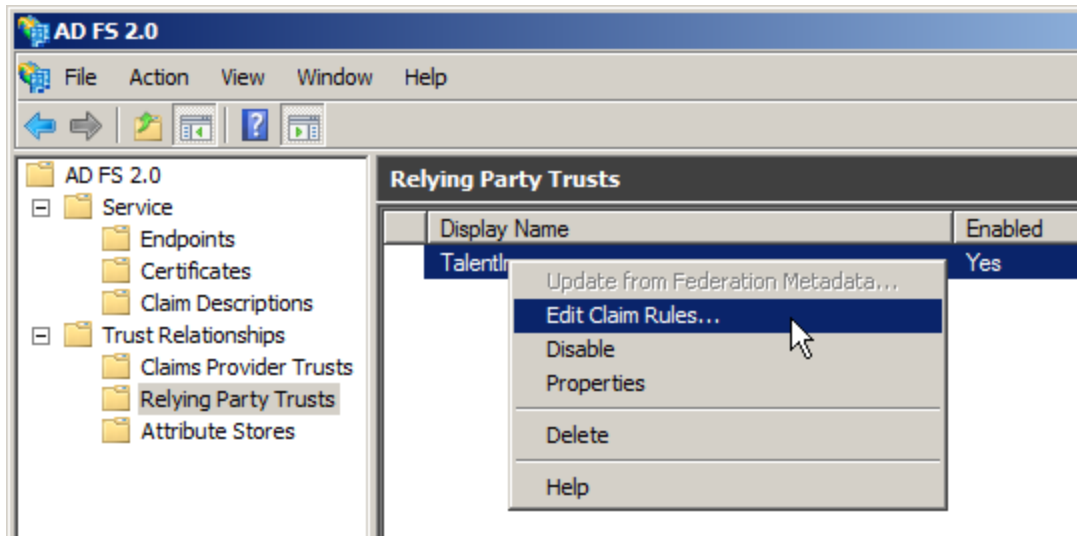 AD FS 2.0
File Action View Window Help
AD FS 2.0
Service
Endpoints
Certificates
Claim Descriptions
Trust Relationships
Claims Provider Trusts
Relying Party Trusts
Attribute Stores
Relying Party Trusts
Display Name Enabled
Yes
Update from Federation Metadata...
Edit Claim Rules...
Disable
Properties
Delete
Help